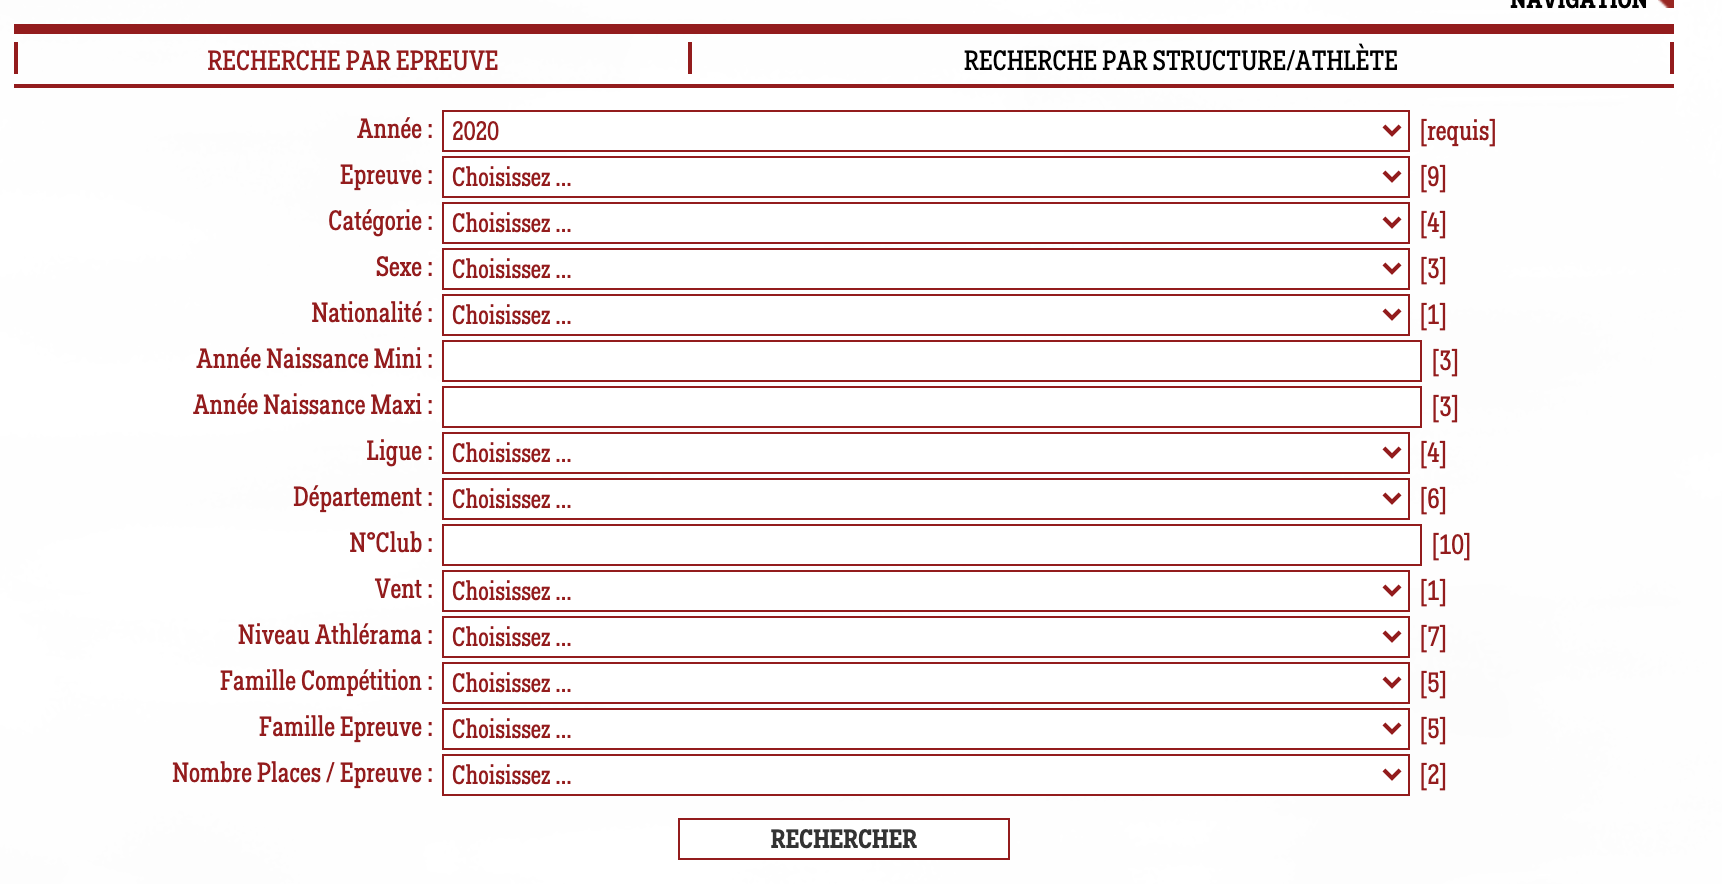 NAVIGATION
RECHERCHE PAR EPREUVE
RECHERCHE PAR STRUCTURE/ATHLÈTE
Année : 2020 [requis]
Epreuve : Choisissez ... [9]
Catégorie : Choisissez ... [4]
Sexe : Choisissez ... [3]
Nationalité : Choisissez ... [1]
Année Naissance Mini : [3]
Année Naissance Maxi : [3]
Ligue : Choisissez ... [4]
Département : Choisissez ... [6]
N°Club : [10]
Vent : Choisissez ... [1]
Niveau Athlérama : Choisissez ... [7]
Famille Compétition : Choisissez ... [5]
Famille Epreuve : Choisissez ... [5]
Nombre Places / Epreuve : Choisissez ... [2]
RECHERCHER